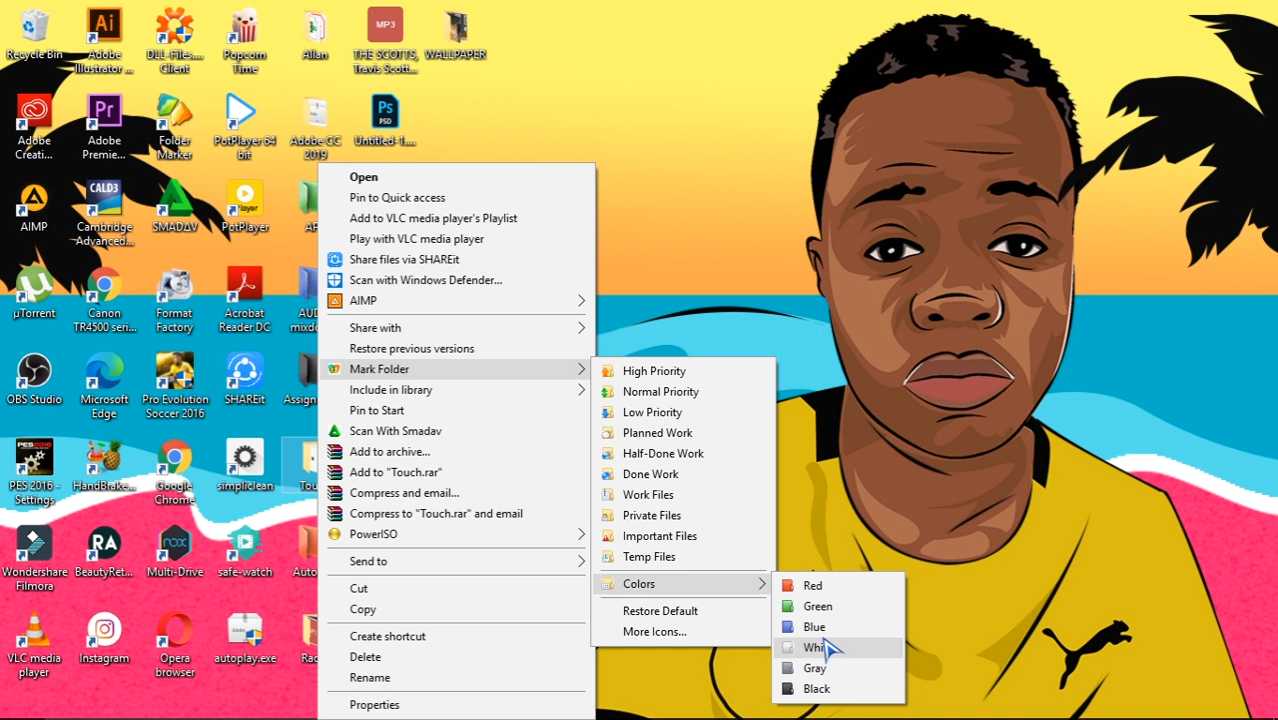 Recycle Bin
Adobe
Illustrator ...
DLL-Files....
Client
Popcorn
Time
Allan
MP3
THE SCOTTS,
Travis Scott...
WALLPAPER
Adobe
Creati...
Adobe
Premie...
Folder
Marker
PotPlayer 64
bit
Adobe CC
2019
Ps
PSD
Untitled-1....
AIMP
CALD3
Cambridge
Advanced...
SMADΔV
Player
PotPlayer
µTorrent
Canon
TR4500 seri...
Format
Factory
Acrobat
Reader DC
OBS Studio
Microsoft
Edge
Pro Evolution
Soccer 2016
SHAREit
Assign
PES 2016 -
Settings
HandBrake...
Google
Chrome
simpliclean
Tou
Wondershare
Filmora
RA
BeautyRet...
nox
Multi-Drive
safe-watch
Auto
VLC media
player
Instagram
Opera
browser
autoplay.exe
Open
Pin to Quick access
Add to VLC media player's Playlist
Play with VLC media player
Share files via SHAREit
Scan with Windows Defender...
AIMP
Share with
Restore previous versions
Mark Folder
Include in library
Pin to Start
Scan With Smadav
Add to archive...
Add to "Touch.rar"
Compress and email...
Compress to "Touch.rar" and email
PowerISO
Send to
Cut
Copy
Create shortcut
Delete
Rename
Properties
High Priority
Normal Priority
Low Priority
Planned Work
Half-Done Work
Done Work
Work Files
Private Files
Important Files
Temp Files
Colors
Restore Default
More Icons...
Red
Green
Blue
Whi
Gray
Black